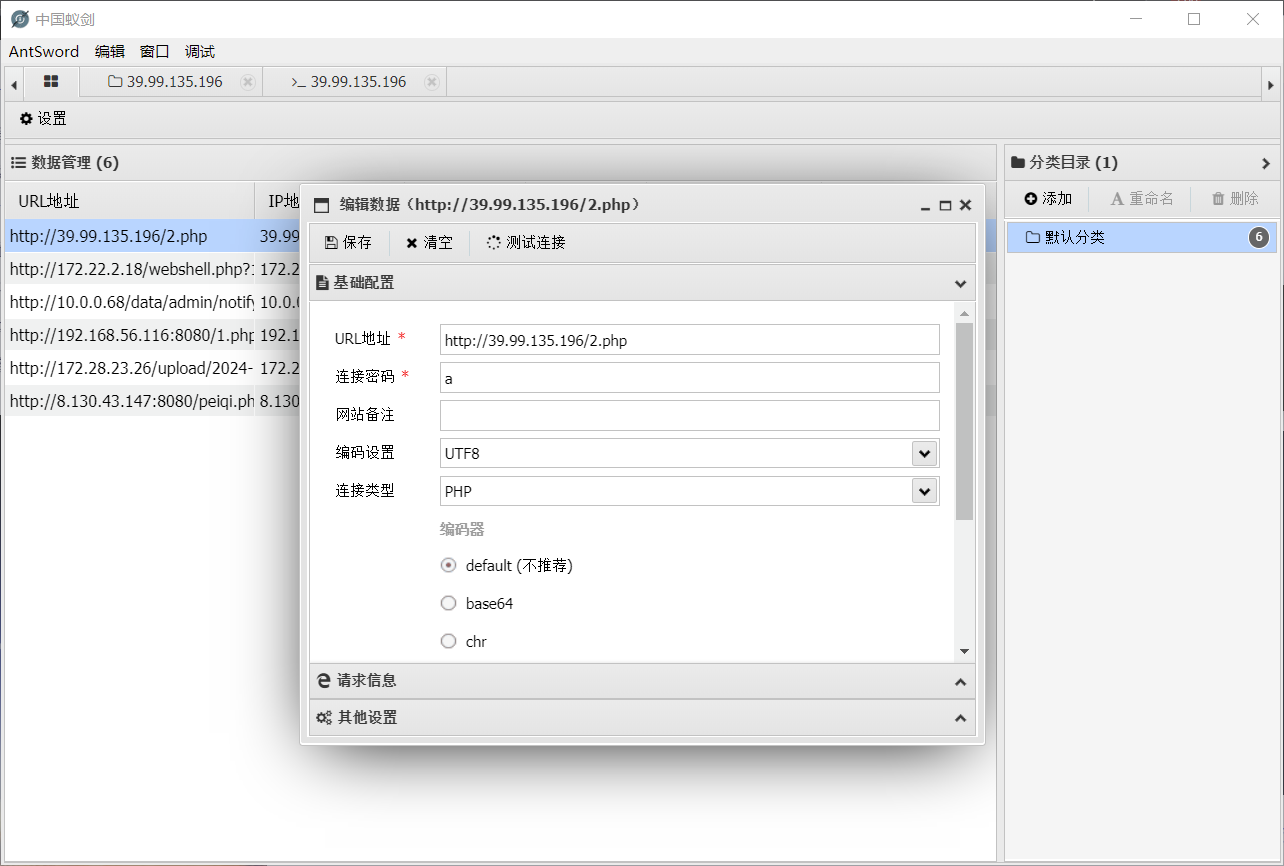 中国蚁剑
AntSword 编辑 窗口 调试
39.99.135.196 >_ 39.99.135.196
设置
数据管理 (6)
URL地址 IP地
http://39.99.135.196/2.php 39.99
http://172.22.2.18/webshell.php?1 172.2
http://10.0.0.68/data/admin/notify 10.0.0
http://192.168.56.116:8080/1.php 192.1
http://172.28.23.26/upload/2024- 172.2
http://8.130.43.147:8080/peiqi.ph 8.130
编辑数据（http://39.99.135.196/2.php）
保存 清空 测试连接
基础配置
URL地址 * http://39.99.135.196/2.php
连接密码 * a
网站备注
编码设置 UTF8
连接类型 PHP
编码器
default (不推荐)
base64
chr
请求信息
其他设置
分类目录 (1)
添加 重命名 删除
默认分类 6